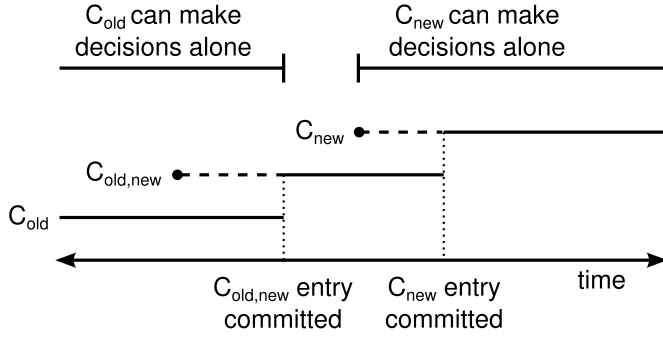 C_old can make
decisions alone
C_new can make
decisions alone
C_new
C_old,new
C_old
time
C_old,new entry
committed
C_new entry
committed